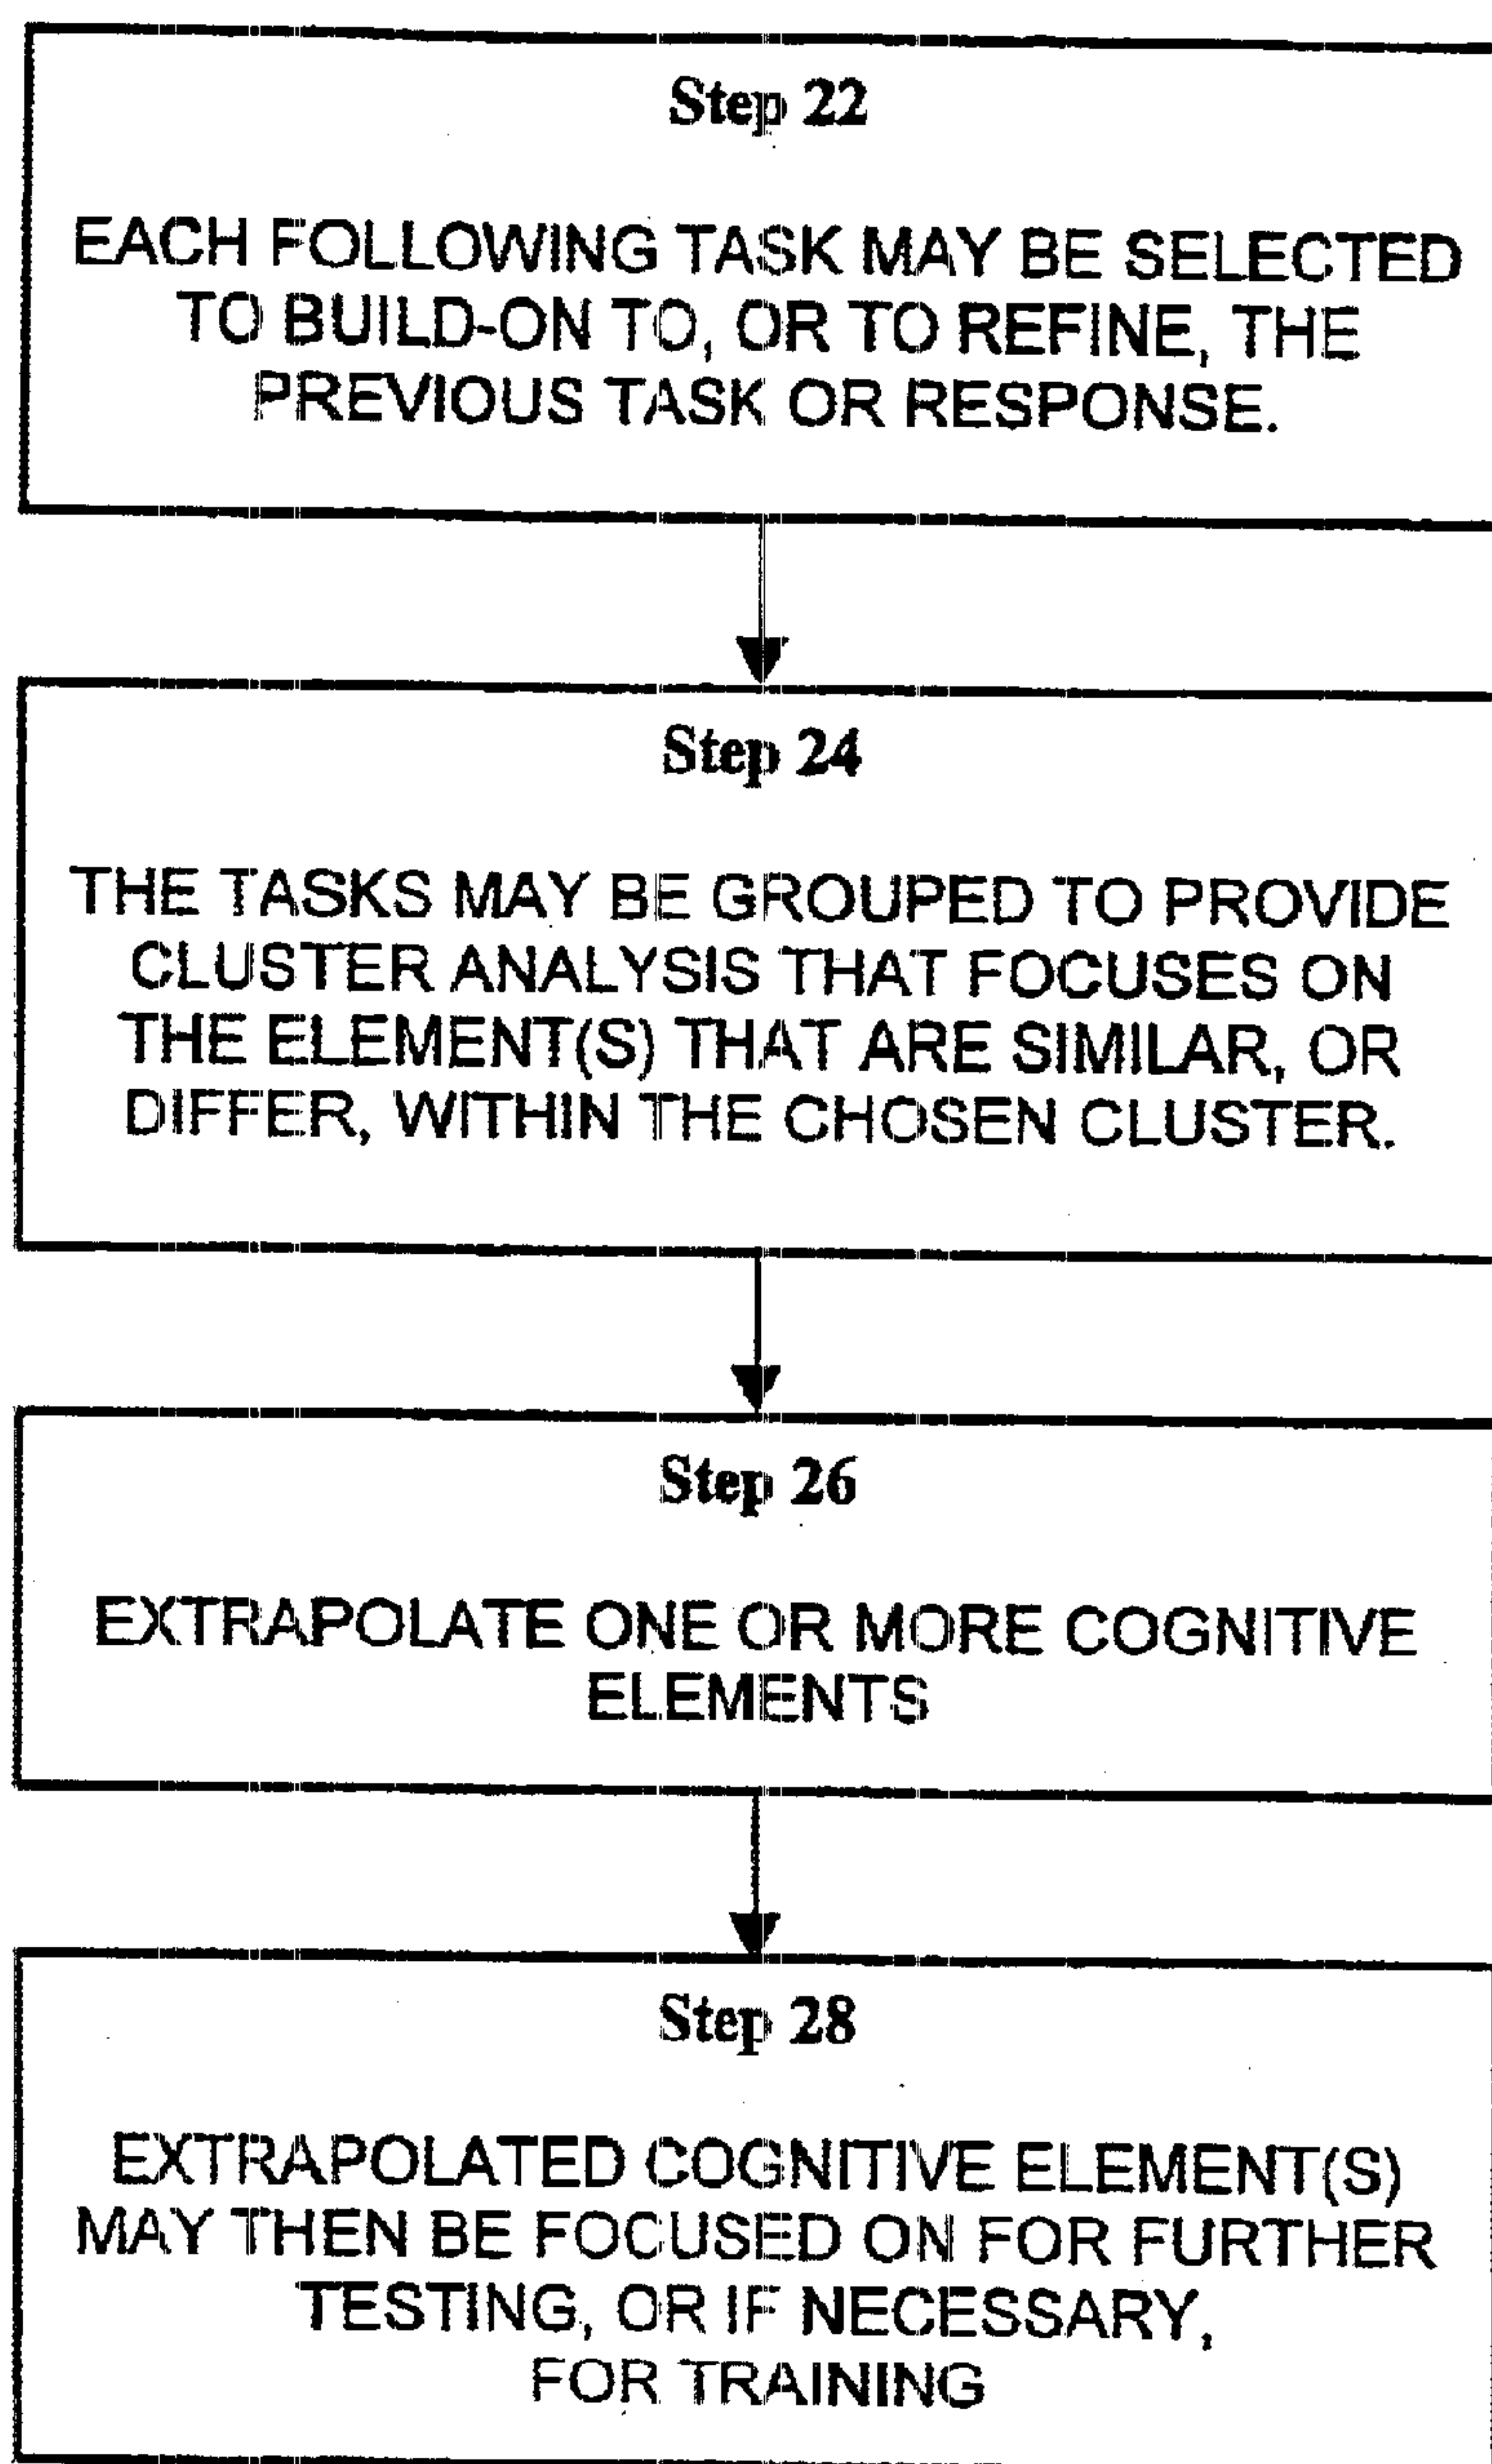 Step 22
EACH FOLLOWING TASK MAY BE SELECTED
TO BUILD-ON TO, OR TO REFINE, THE
PREVIOUS TASK OR RESPONSE.
Step 24
THE TASKS MAY BE GROUPED TO PROVIDE
CLUSTER ANALYSIS THAT FOCUSES ON
THE ELEMENT(S) THAT ARE SIMILAR, OR
DIFFER, WITHIN THE CHOSEN CLUSTER.
Step 26
EXTRAPOLATE ONE OR MORE COGNITIVE
ELEMENTS
Step 28
EXTRAPOLATED COGNITIVE ELEMENT(S)
MAY THEN BE FOCUSED ON FOR FURTHER
TESTING, OR IF NECESSARY,
FOR TRAINING